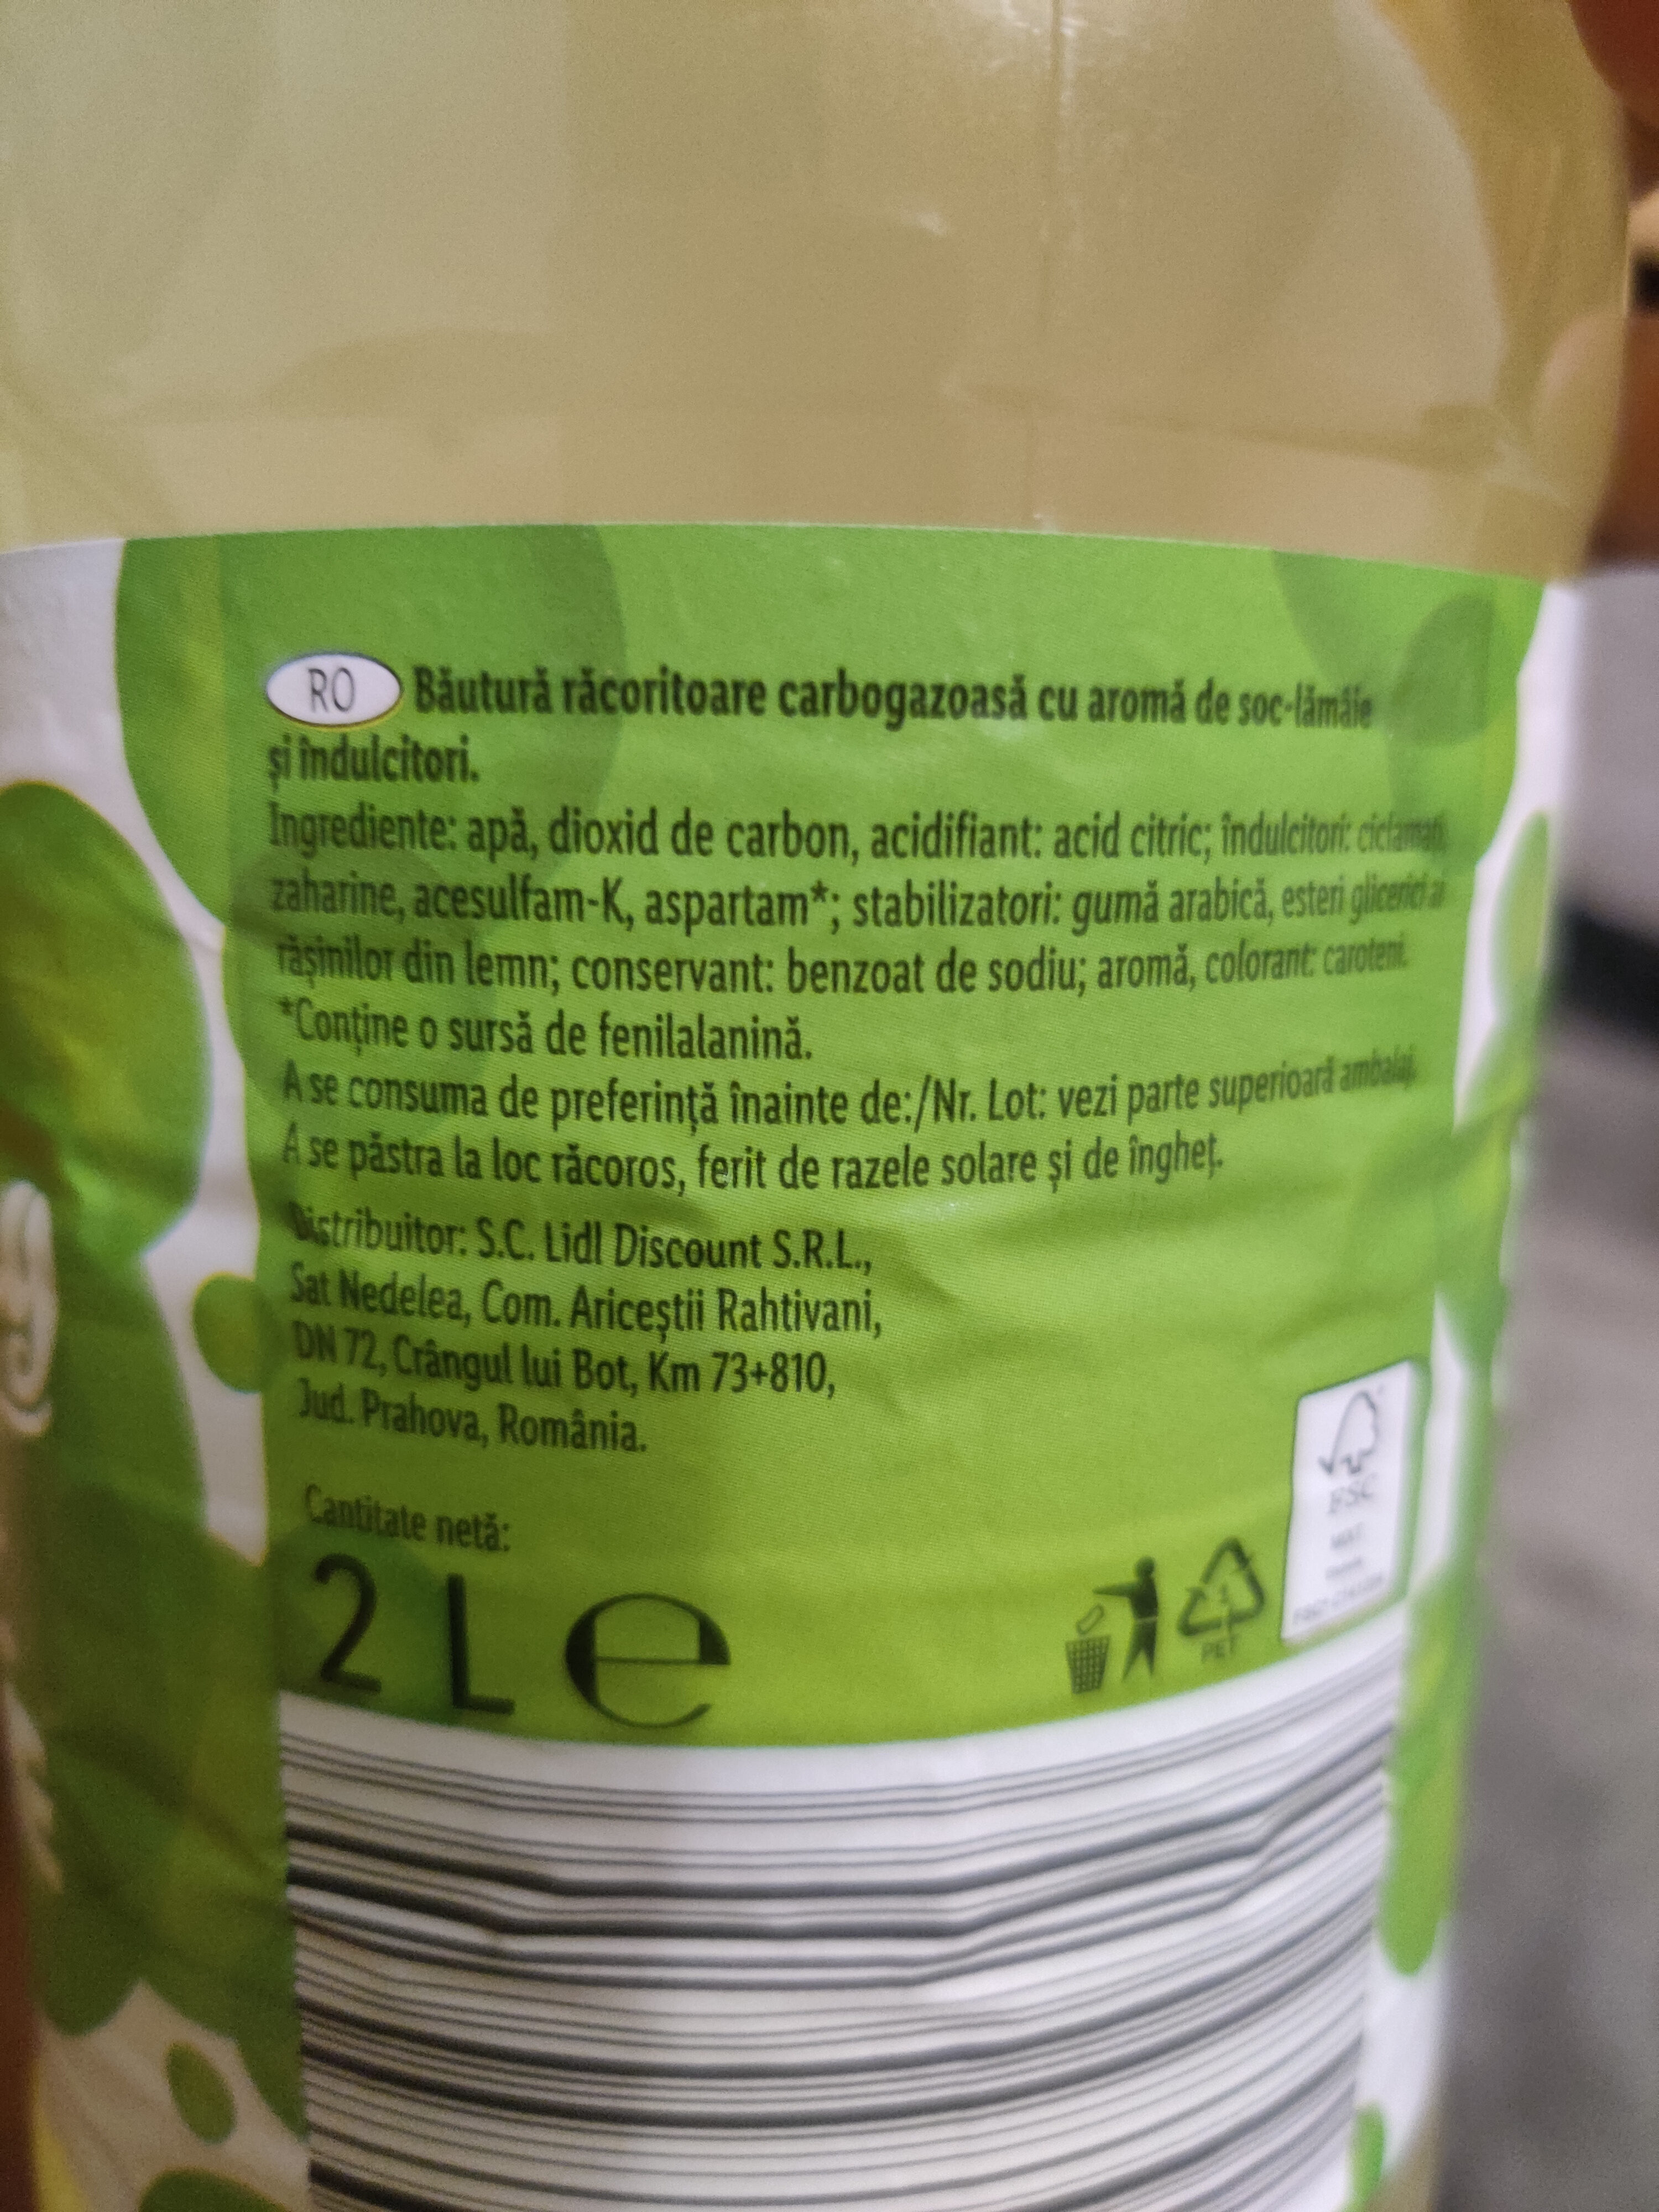 RO Băutură răcoritoare carbogazoasă cu aromă de soc-lămâie
și îndulcitori.
Ingrediente: apă, dioxid de carbon, acidifiant: acid citric; îndulcitori: ciclamați,
zaharine, acesulfam-K, aspartam*; stabilizatori: gumă arabică, esteri glicerici ai
rășinilor din lemn; conservant: benzoat de sodiu; aromă, colorant: caroteni.
*Conține o sursă de fenilalanină.
A se consuma de preferință înainte de:/Nr. Lot: vezi parte superioară ambalaj.
A se păstra la loc răcoros, ferit de razele solare și de îngheț.
Distribuitor: S.C. Lidl Discount S.R.L.,
Sat Nedelea, Com. Ariceștii Rahtivani,
DN 72, Crângul lui Bot, Km 73+810,
Jud. Prahova, România.
Cantitate netă:
2 L e
1
PET
FSC